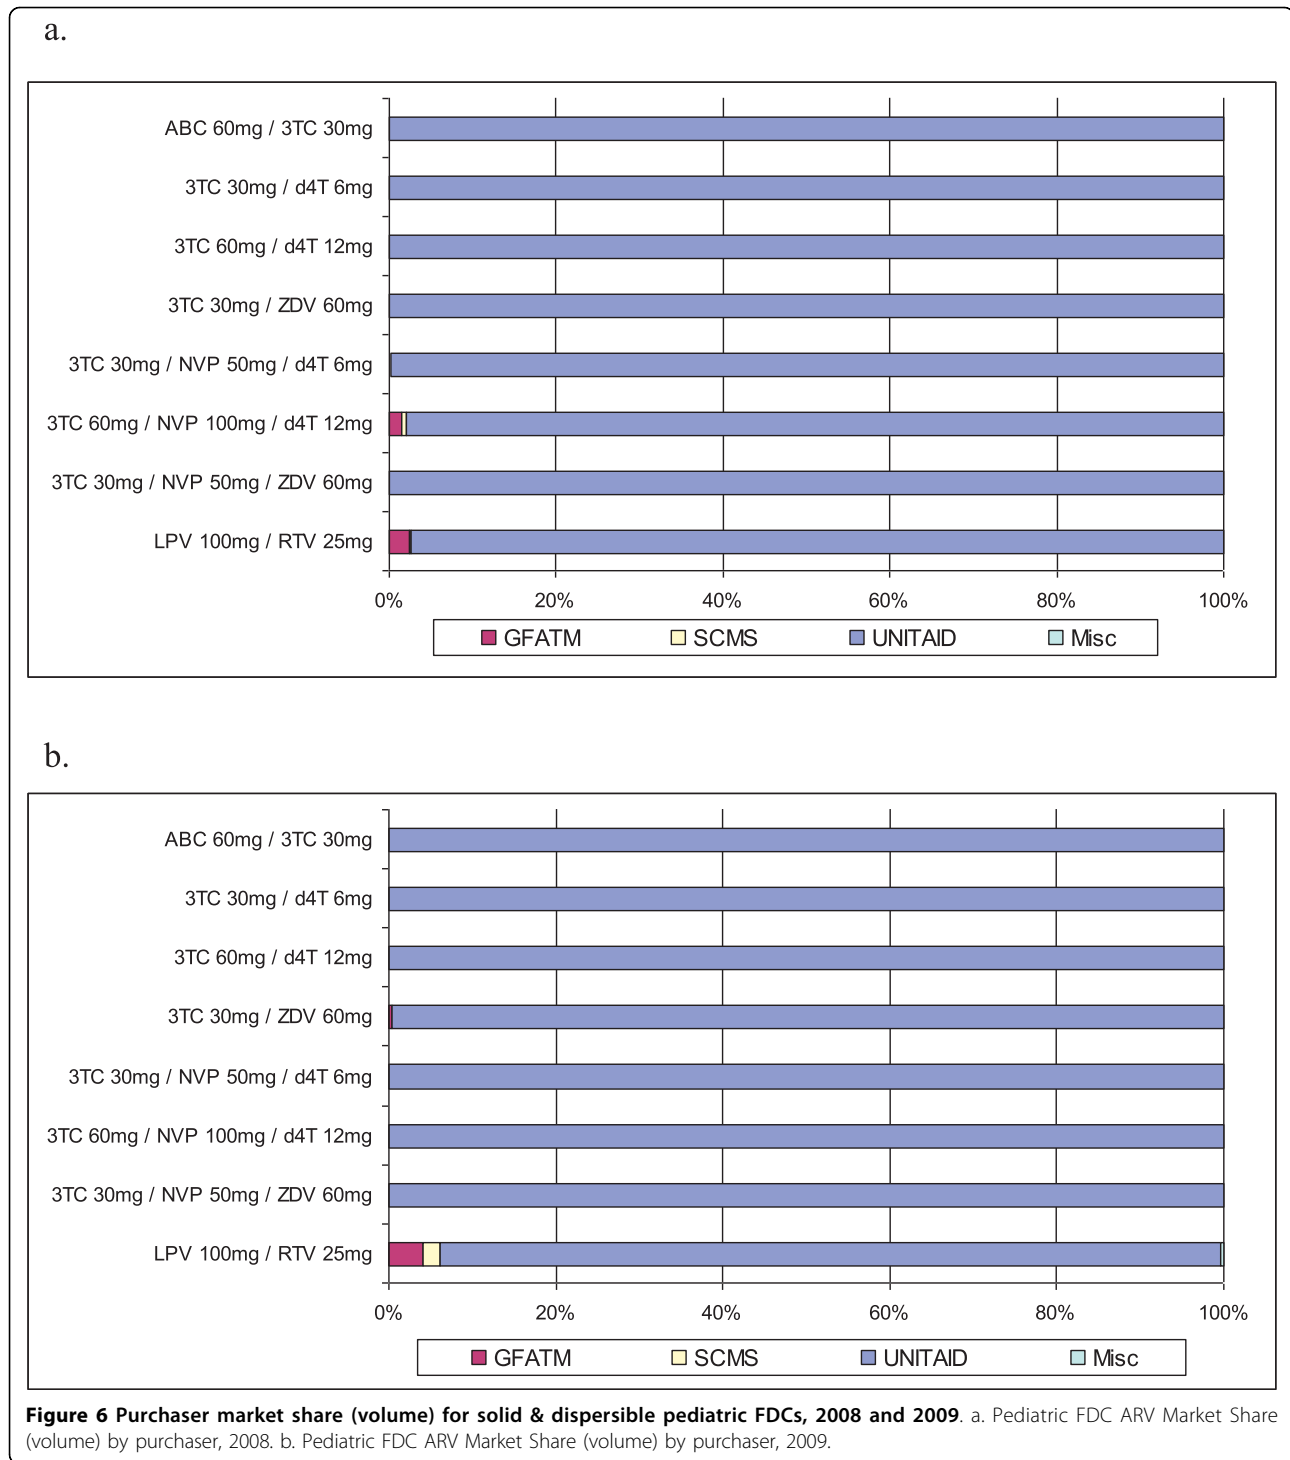 a.
ABC 60mg / 3TC 30mg
3TC 30mg / d4T 6mg
3TC 60mg / d4T 12mg
3TC 30mg / ZDV 60mg
3TC 30mg / NVP 50mg / d4T 6mg
3TC 60mg / NVP 100mg / d4T 12mg
3TC 30mg / NVP 50mg / ZDV 60mg
LPV 100mg / RTV 25mg
0% 20% 40% 60% 80% 100%
GFATM SCMS UNITAID Misc
b.
ABC 60mg / 3TC 30mg
3TC 30mg / d4T 6mg
3TC 60mg / d4T 12mg
3TC 30mg / ZDV 60mg
3TC 30mg / NVP 50mg / d4T 6mg
3TC 60mg / NVP 100mg / d4T 12mg
3TC 30mg / NVP 50mg / ZDV 60mg
LPV 100mg / RTV 25mg
0% 20% 40% 60% 80% 100%
GFATM SCMS UNITAID Misc
Figure 6 Purchaser market share (volume) for solid & dispersible pediatric FDCs, 2008 and 2009. a. Pediatric FDC ARV Market Share
(volume) by purchaser, 2008. b. Pediatric FDC ARV Market Share (volume) by purchaser, 2009.